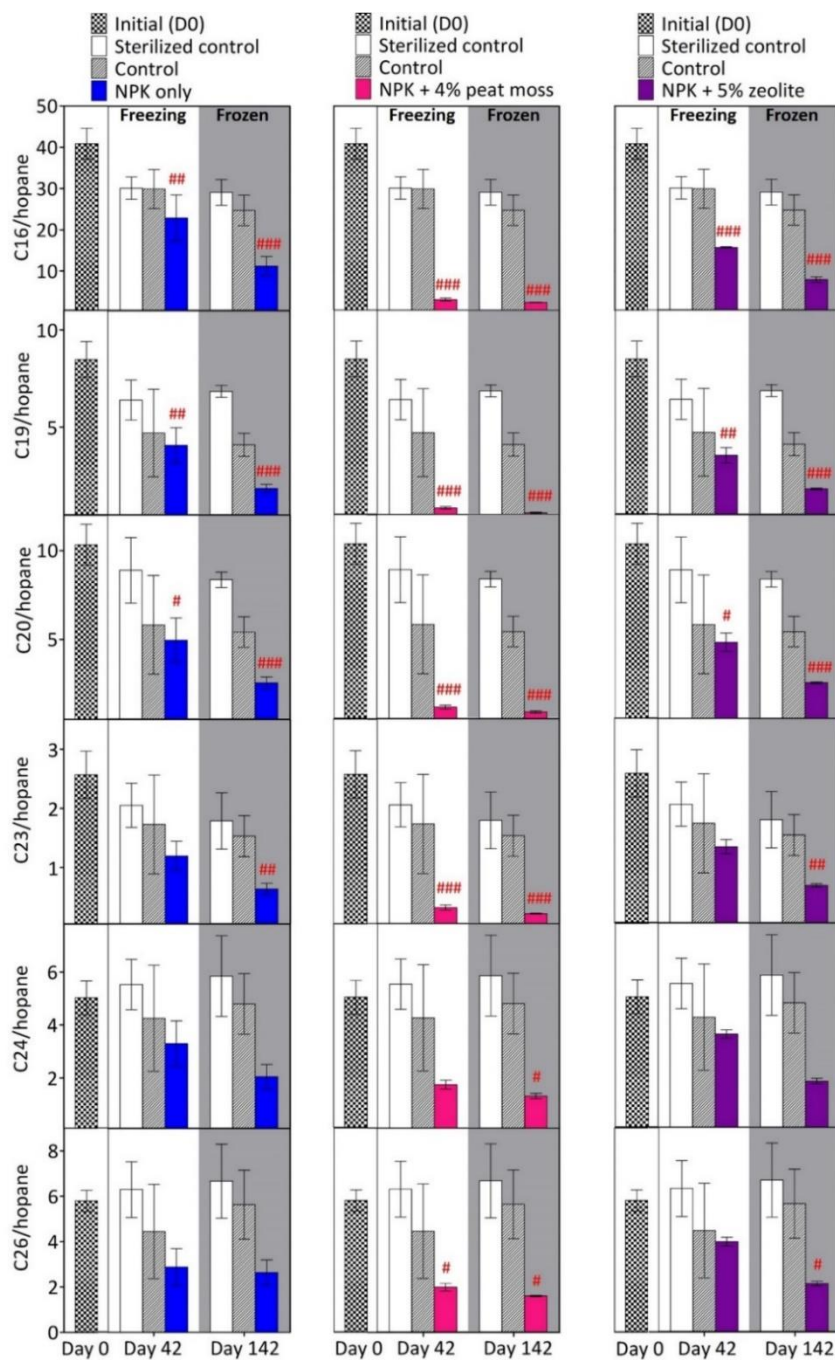 Initial (D0)
Sterilized control
Control
NPK only
Initial (D0)
Sterilized control
Control
NPK + 4% peat moss
Initial (D0)
Sterilized control
Control
NPK + 5% zeolite
Freezing Frozen
Freezing Frozen
Freezing Frozen
C16/hopane
50
40
30
20
10
##
###
###
###
###
###
C19/hopane
10
5
##
###
###
###
##
###
C20/hopane
10
5
#
###
###
###
#
###
C23/hopane
3
2
1
##
###
###
##
C24/hopane
6
4
2
#
C26/hopane
8
6
4
2
0
#
#
#
Day 0 Day 42 Day 142
Day 0 Day 42 Day 142
Day 0 Day 42 Day 142